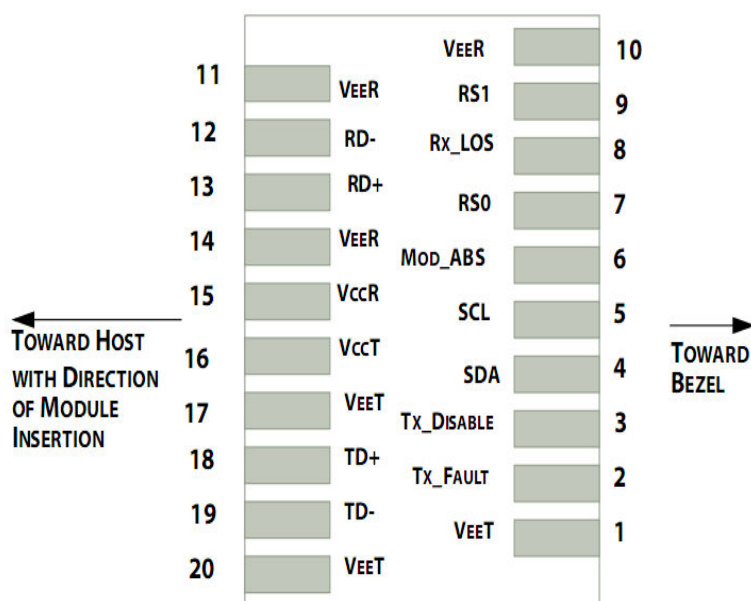 11 VEER
12 RD-
13 RD+
14 VEER
15 VCCR
16 VCCT
17 VEET
18 TD+
19 TD-
20 VEET
VEER 10
RS1 9
RX_LOS 8
RS0 7
MOD_ABS 6
SCL 5
SDA 4
TX_DISABLE 3
TX_FAULT 2
VEET 1
TOWARD HOST
WITH DIRECTION
OF MODULE
INSERTION
TOWARD
BEZEL